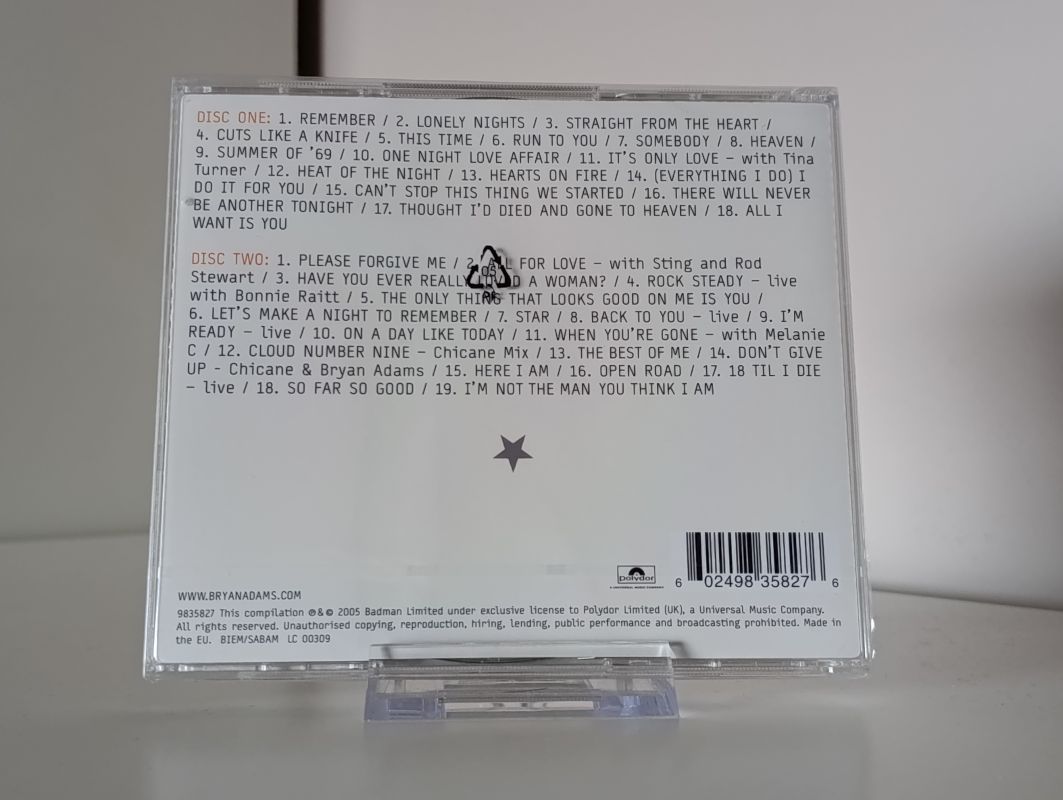 DISC ONE: 1. REMEMBER / 2. LONELY NIGHTS / 3. STRAIGHT FROM THE HEART /
4. CUTS LIKE A KNIFE / 5. THIS TIME / 6. RUN TO YOU / 7. SOMEBODY / 8. HEAVEN /
9. SUMMER OF '69 / 10. ONE NIGHT LOVE AFFAIR / 11. IT'S ONLY LOVE – with Tina
Turner / 12. HEAT OF THE NIGHT / 13. HEARTS ON FIRE / 14. (EVERYTHING I DO) I
DO IT FOR YOU / 15. CAN'T STOP THIS THING WE STARTED / 16. THERE WILL NEVER
BE ANOTHER TONIGHT / 17. THOUGHT I'D DIED AND GONE TO HEAVEN / 18. ALL I
WANT IS YOU
DISC TWO: 1. PLEASE FORGIVE ME / 2. ALL FOR LOVE – with Sting and Rod
Stewart / 3. HAVE YOU EVER REALLY LOVED A WOMAN? / 4. ROCK STEADY – live
with Bonnie Raitt / 5. THE ONLY THING THAT LOOKS GOOD ON ME IS YOU /
6. LET'S MAKE A NIGHT TO REMEMBER / 7. STAR / 8. BACK TO YOU – live / 9. I'M
READY – live / 10. ON A DAY LIKE TODAY / 11. WHEN YOU'RE GONE – with Melanie
C / 12. CLOUD NUMBER NINE – Chicane Mix / 13. THE BEST OF ME / 14. DON'T GIVE
UP - Chicane & Bryan Adams / 15. HERE I AM / 16. OPEN ROAD / 17. 18 TIL I DIE
– live / 18. SO FAR SO GOOD / 19. I'M NOT THE MAN YOU THINK I AM
05
polydor
A UNIVERSAL MUSIC COMPANY
6 02498 35827 6
WWW.BRYANADAMS.COM
9835827 This compilation ℗&© 2005 Badman Limited under exclusive license to Polydor Limited (UK), a Universal Music Company.
All rights reserved. Unauthorised copying, reproduction, hiring, lending, public performance and broadcasting prohibited. Made in
the EU. BIEM/SABAM LC 00309